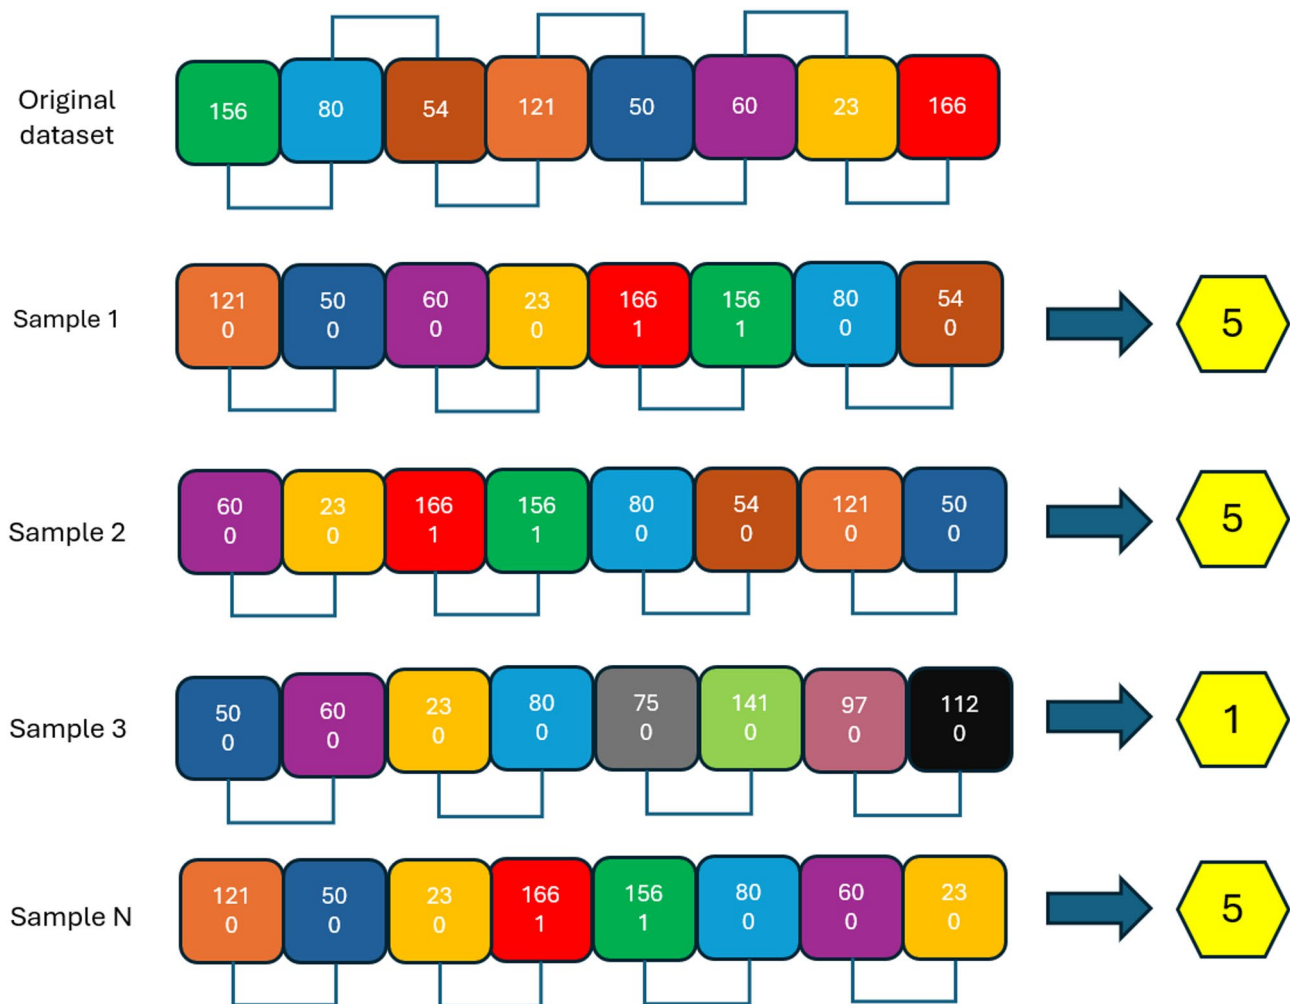 Original
dataset
156 80 54 121 50 60 23 166
Sample 1
121 50 60 23 166 156 80 54
0 0 0 0 1 1 0 0
5
Sample 2
60 23 166 156 80 54 121 50
0 0 1 1 0 0 0 0
5
Sample 3
50 60 23 80 75 141 97 112
0 0 0 0 0 0 0 0
1
Sample N
121 50 23 166 156 80 60 23
0 0 0 1 1 0 0 0
5